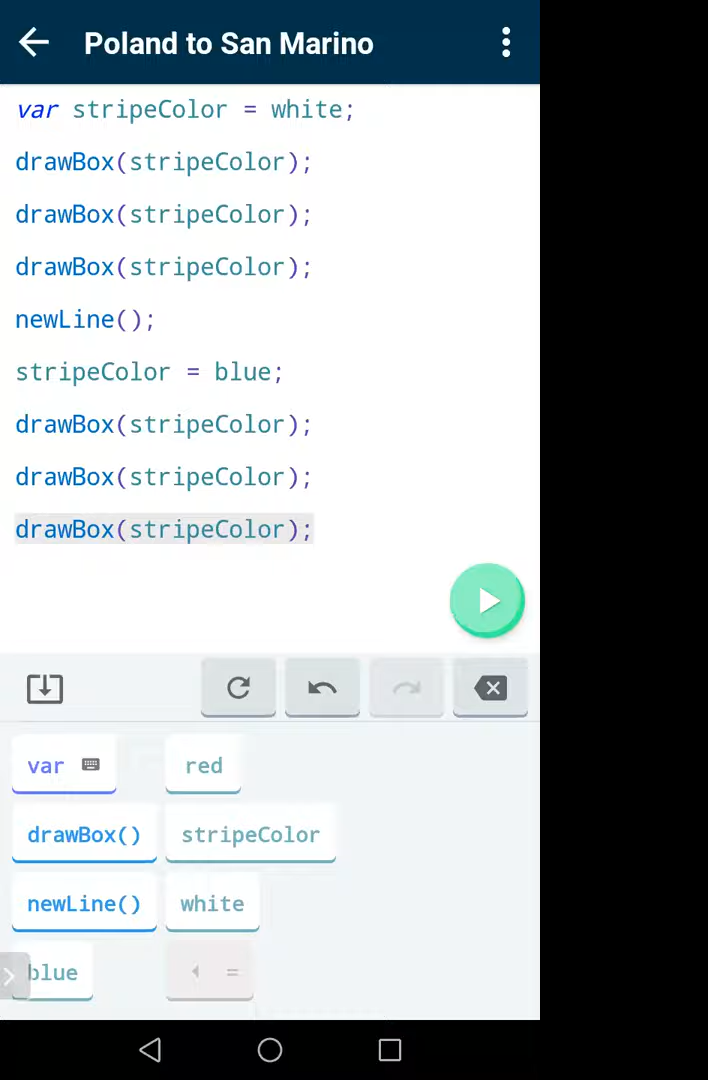 Poland to San Marino
var stripeColor = white;
drawBox(stripeColor);
drawBox(stripeColor);
drawBox(stripeColor);
newLine();
stripeColor = blue;
drawBox(stripeColor);
drawBox(stripeColor);
drawBox(stripeColor);
var red
drawBox() stripeColor
newLine() white
blue =